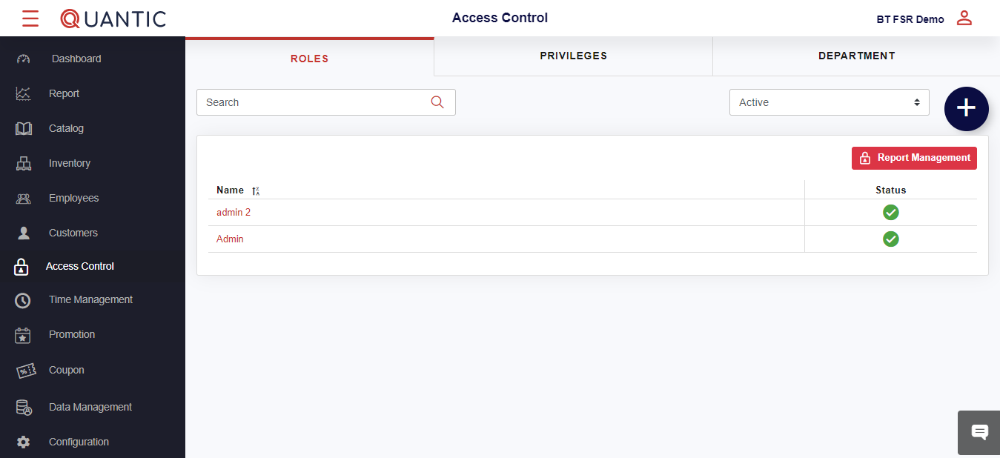 QUANTIC
Access Control
BT FSR Demo
Dashboard
Report
Catalog
Inventory
Employees
Customers
Access Control
Time Management
Promotion
Coupon
Data Management
Configuration
ROLES
PRIVILEGES
DEPARTMENT
Search
Active
Report Management
Name
Status
admin 2
Admin